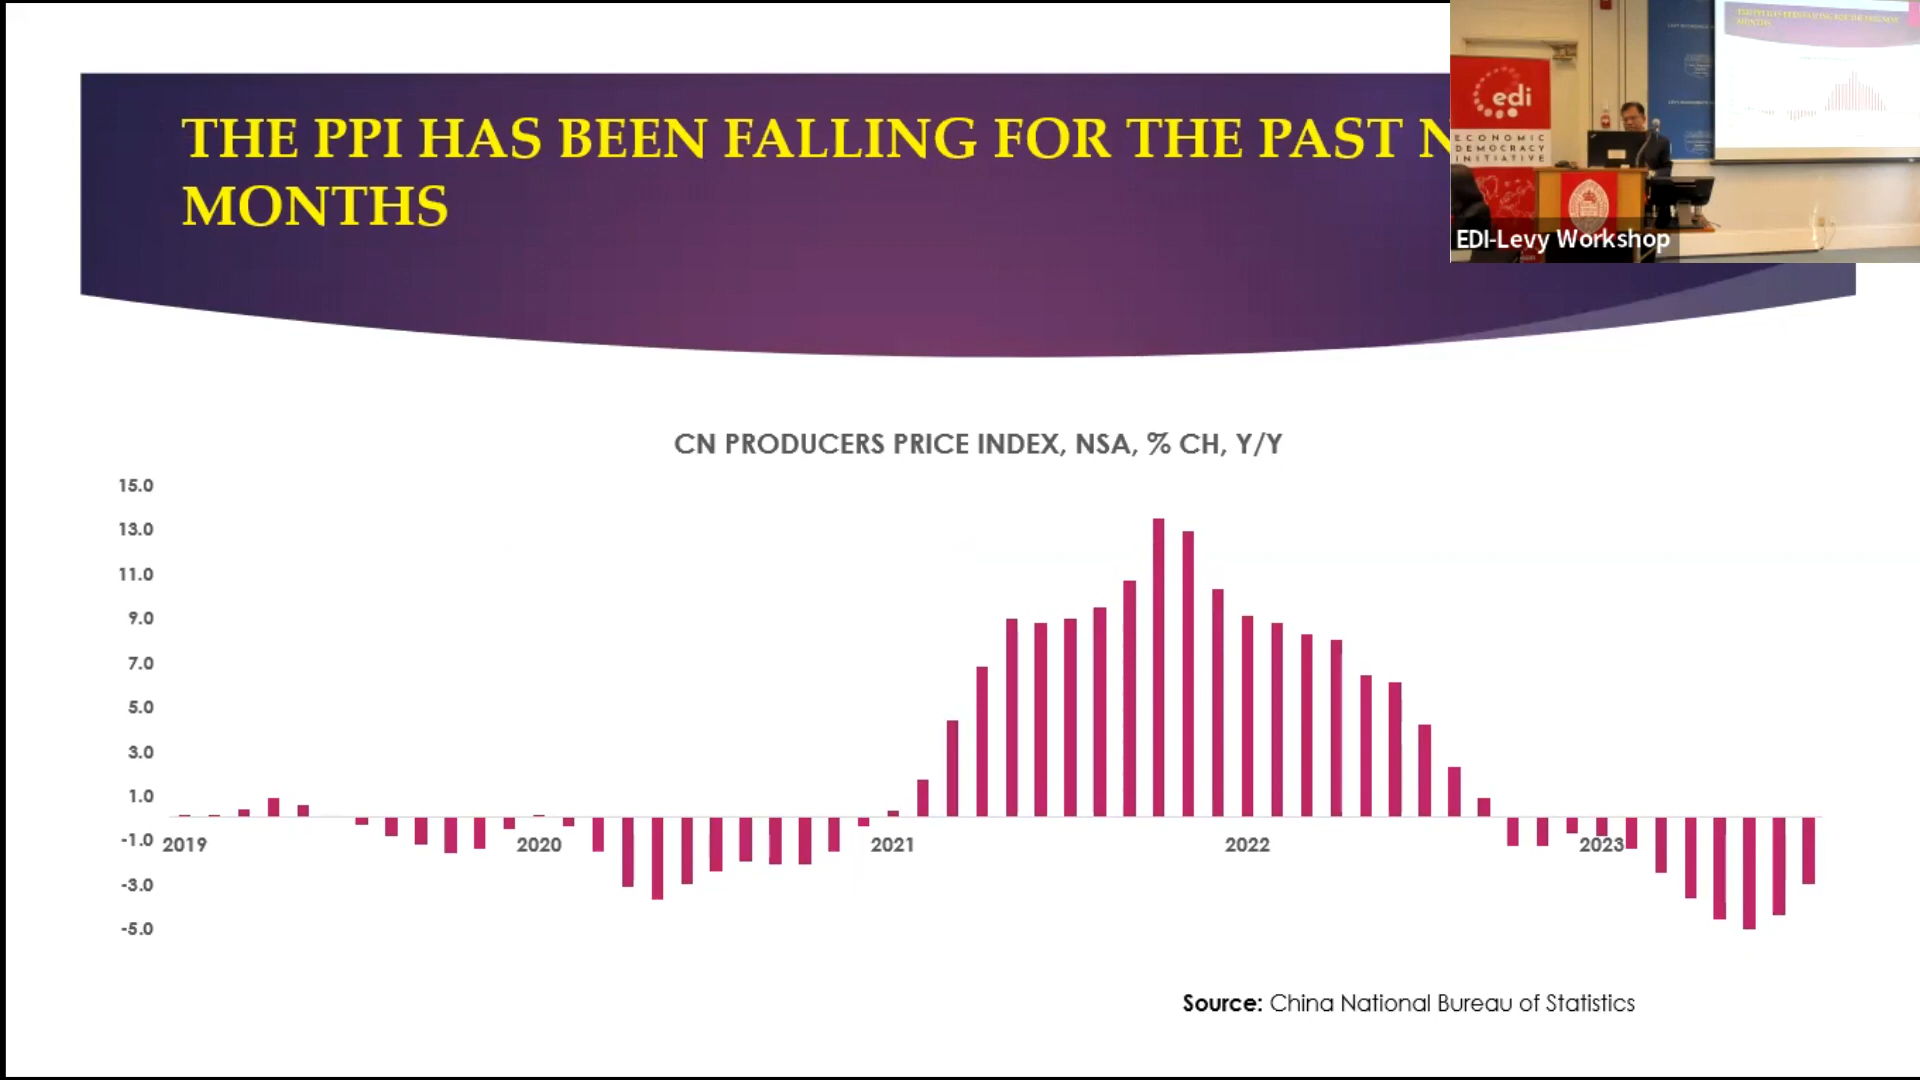 THE PPI HAS BEEN FALLING FOR THE PAST
MONTHS
edi
ECONOMIC
DEMOCRACY
INITIATIVE
EDI-Levy Workshop
CN PRODUCERS PRICE INDEX, NSA, % CH, Y/Y
15.0
13.0
11.0
9.0
7.0
5.0
3.0
1.0
-1.0
-3.0
-5.0
2019 2020 2021 2022 2023
Source: China National Bureau of Statistics